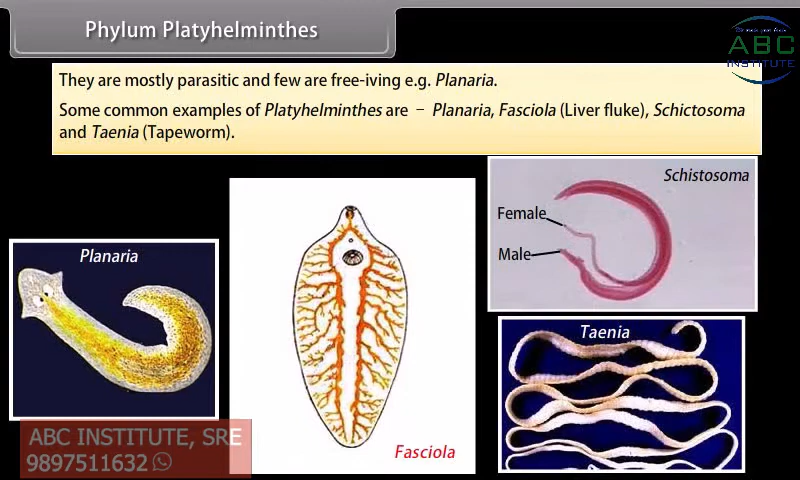 Phylum Platyhelminthes
ABC
INSTITUTE
They are mostly parasitic and few are free-iving e.g. Planaria.
Some common examples of Platyhelminthes are – Planaria, Fasciola (Liver fluke), Schictosoma
and Taenia (Tapeworm).
Schistosoma
Female
Male
Planaria
Taenia
Fasciola
ABC INSTITUTE, SRE
9897511632